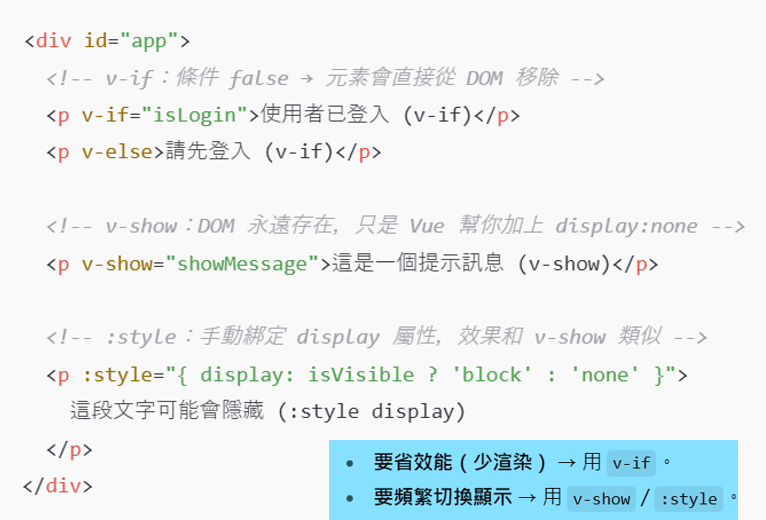 <div id="app">
<!-- v-if：條件 false → 元素會直接從 DOM 移除 -->
<p v-if="isLogin">使用者已登入 (v-if)</p>
<p v-else>請先登入 (v-if)</p>
<!-- v-show：DOM 永遠存在，只是 Vue 幫你加上 display:none -->
<p v-show="showMessage">這是一個提示訊息 (v-show)</p>
<!-- :style：手動綁定 display 屬性，效果和 v-show 類似 -->
<p :style="{ display: isVisible ? 'block' : 'none' }">
這段文字可能會隱藏 (:style display)
</p>
</div>
• 要省效能（少渲染） → 用 v-if 。
• 要頻繁切換顯示 → 用 v-show / :style 。